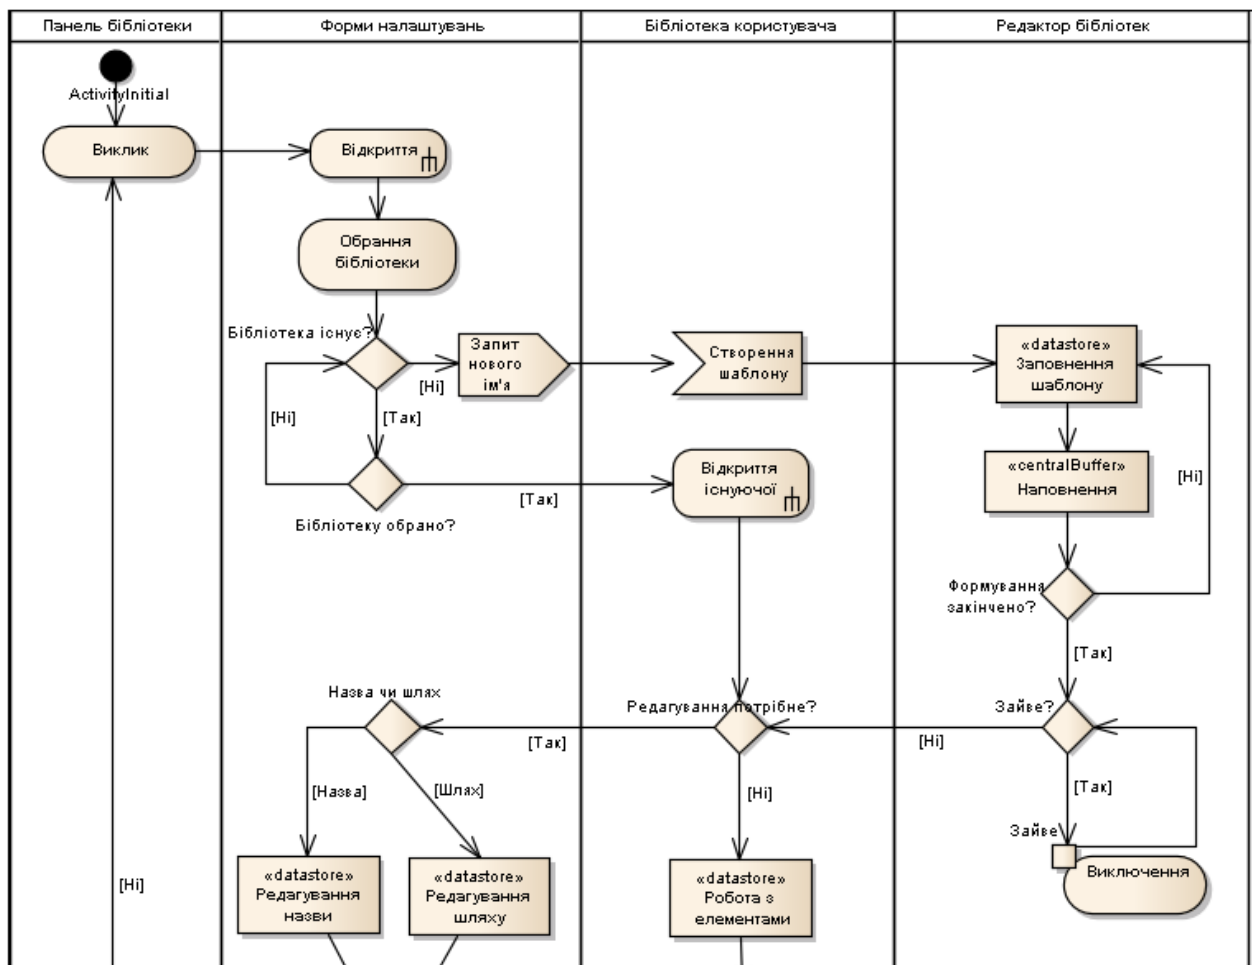 Панель бібліотеки
Форми налаштувань
Бібліотека користувача
Редактор бібліотек
ActivityInitial
Виклик
Відкриття
Обрання
бібліотеки
Бібліотека існує?
Запит
нового
ім'я
[Ні]
Створення
шаблону
«datastore»
Заповнення
шаблону
[Ні]
[Так]
Відкриття
існуючої
«centralBuffer»
Наповнення
[Ні]
[Так]
Бібліотеку обрано?
Формування
закінчено?
[Так]
Назва чи шлях
Редагування потрібне?
Зайве?
[Так]
[Ні]
[Назва]
[Шлях]
[Ні]
[Так]
Зайве
«datastore»
Редагування
назви
«datastore»
Редагування
шляху
«datastore»
Робота з
елементами
Виключення
[Ні]